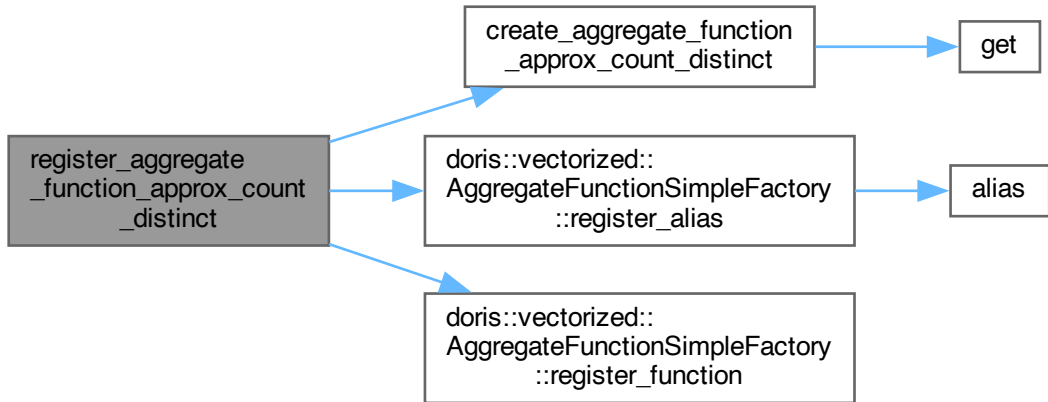 create_aggregate_function
_approx_count_distinct
get
register_aggregate
_function_approx_count
_distinct
doris::vectorized::
AggregateFunctionSimpleFactory
::register_alias
alias
doris::vectorized::
AggregateFunctionSimpleFactory
::register_function